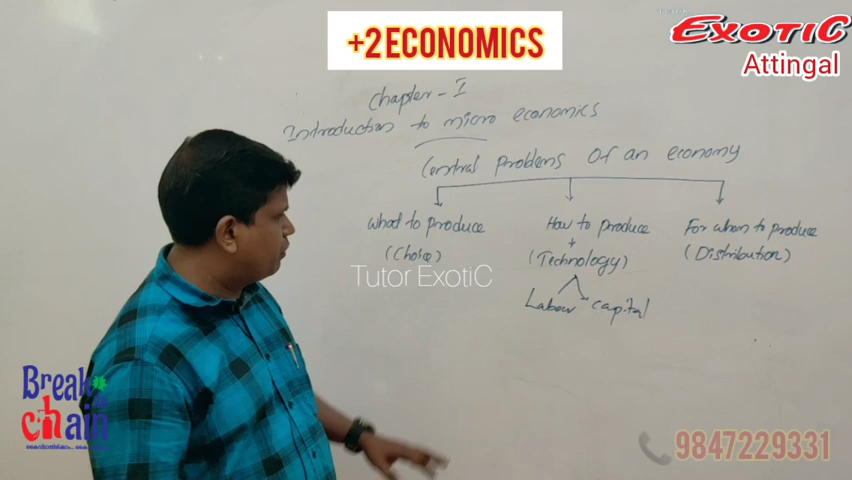 +2 ECONOMICS
EXOTIC
Attingal
Chapter - I
Introduction to micro economics
Central Problems Of an economy
What to produce How to produce For whom to produce
(Choice) (Technology) (Distribution)
Tutor ExotiC
Labour capital
Break
chain
9847229331